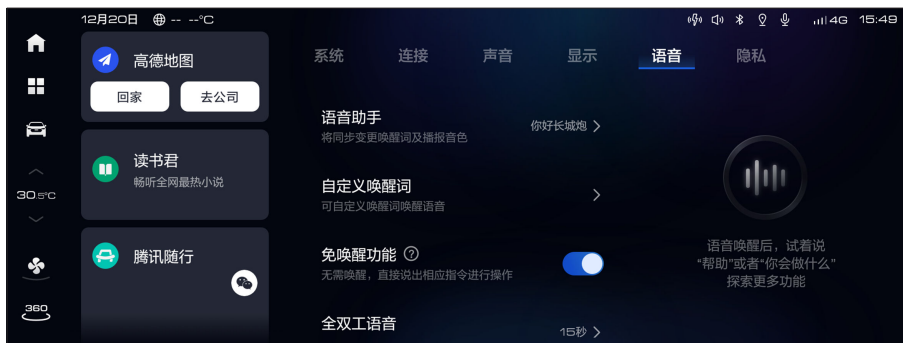 12月20日 -- --°C
4G 15:49
系统 连接 声音 显示 语音 隐私
高德地图
回家 去公司
读书君
畅听全网最热小说
腾讯随行
30.5°C
360
语音助手
将同步变更唤醒词及播报音色
你好长城炮
自定义唤醒词
可自定义唤醒词唤醒语音
免唤醒功能 ?
无需唤醒，直接说出相应指令进行操作
全双工语音
15秒
语音唤醒后，试着说
“帮助”或者“你会做什么”
探索更多功能